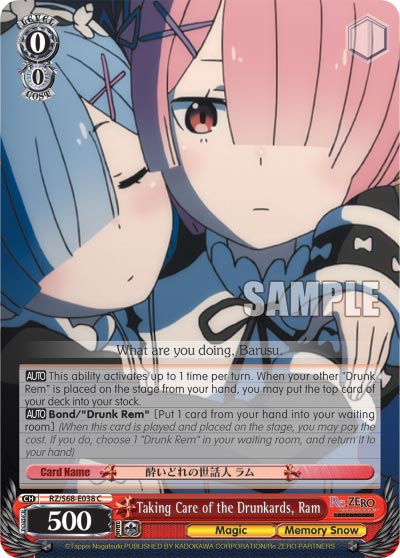 LEVEL
0
0
COST
SAMPLE
What are you doing, Barusu.
AUTO This ability activates up to 1 time per turn. When your other "Drunk
Rem" is placed on the stage from your hand, you may put the top card
of your deck into your stock.
AUTO Bond/"Drunk Rem" [Put 1 card from your hand into your waiting
room] (When this card is played and placed on the stage, you may pay the
cost. If you do, choose 1 "Drunk Rem" in your waiting room, and return it to
your hand)
Card Name 酔いどれの世話人 ラム
CH RZ/S68-E038 C
POWER 500
Taking Care of the Drunkards, Ram
Re:ZERO
Magic
Memory Snow
©Tappei Nagatsuki,PUBLISHED BY KADOKAWA CORPORATION/Re:ZERO PARTNERS